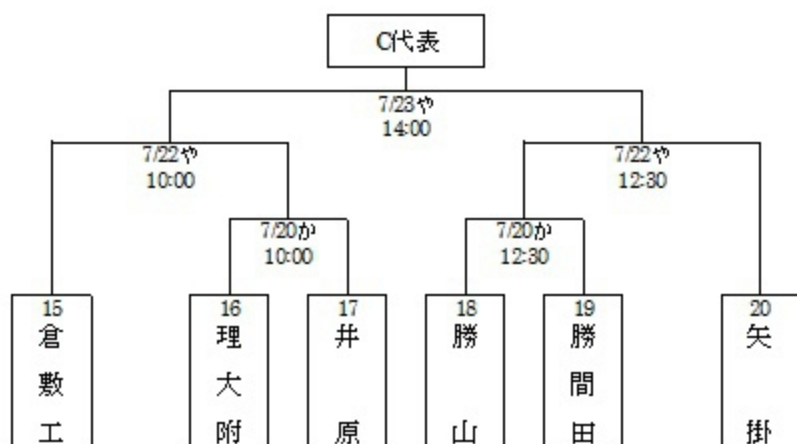 C代表
7/23や
14:00
7/22や
10:00
7/22や
12:30
7/20か
10:00
7/20か
12:30
15
倉敷工
16
理大附
17
井原
18
勝山
19
勝間田
20
矢掛